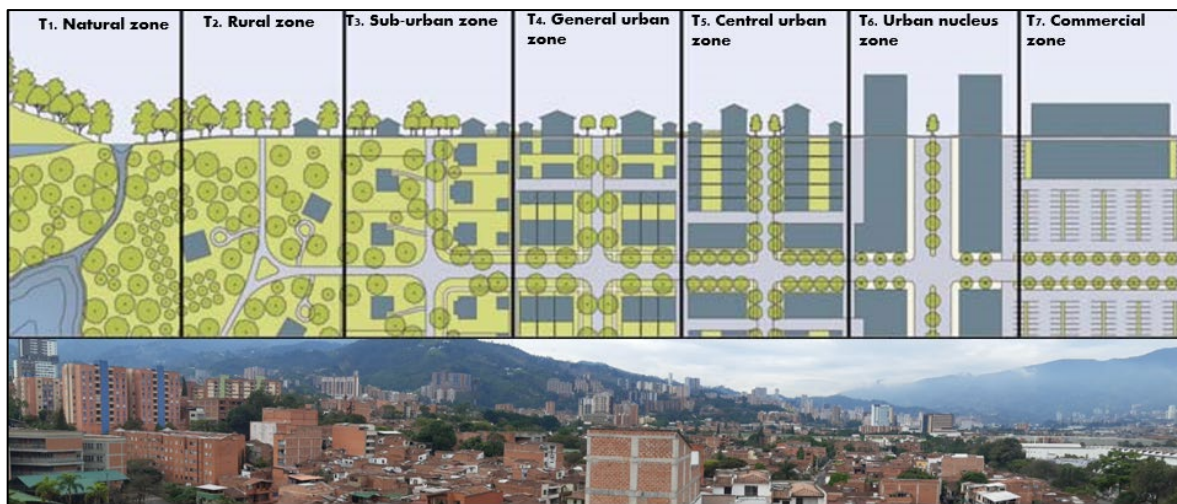 T1. Natural zone
T2. Rural zone
T3. Sub-urban zone
T4. General urban
zone
T5. Central urban
zone
T6. Urban nucleus
zone
T7. Commercial
zone